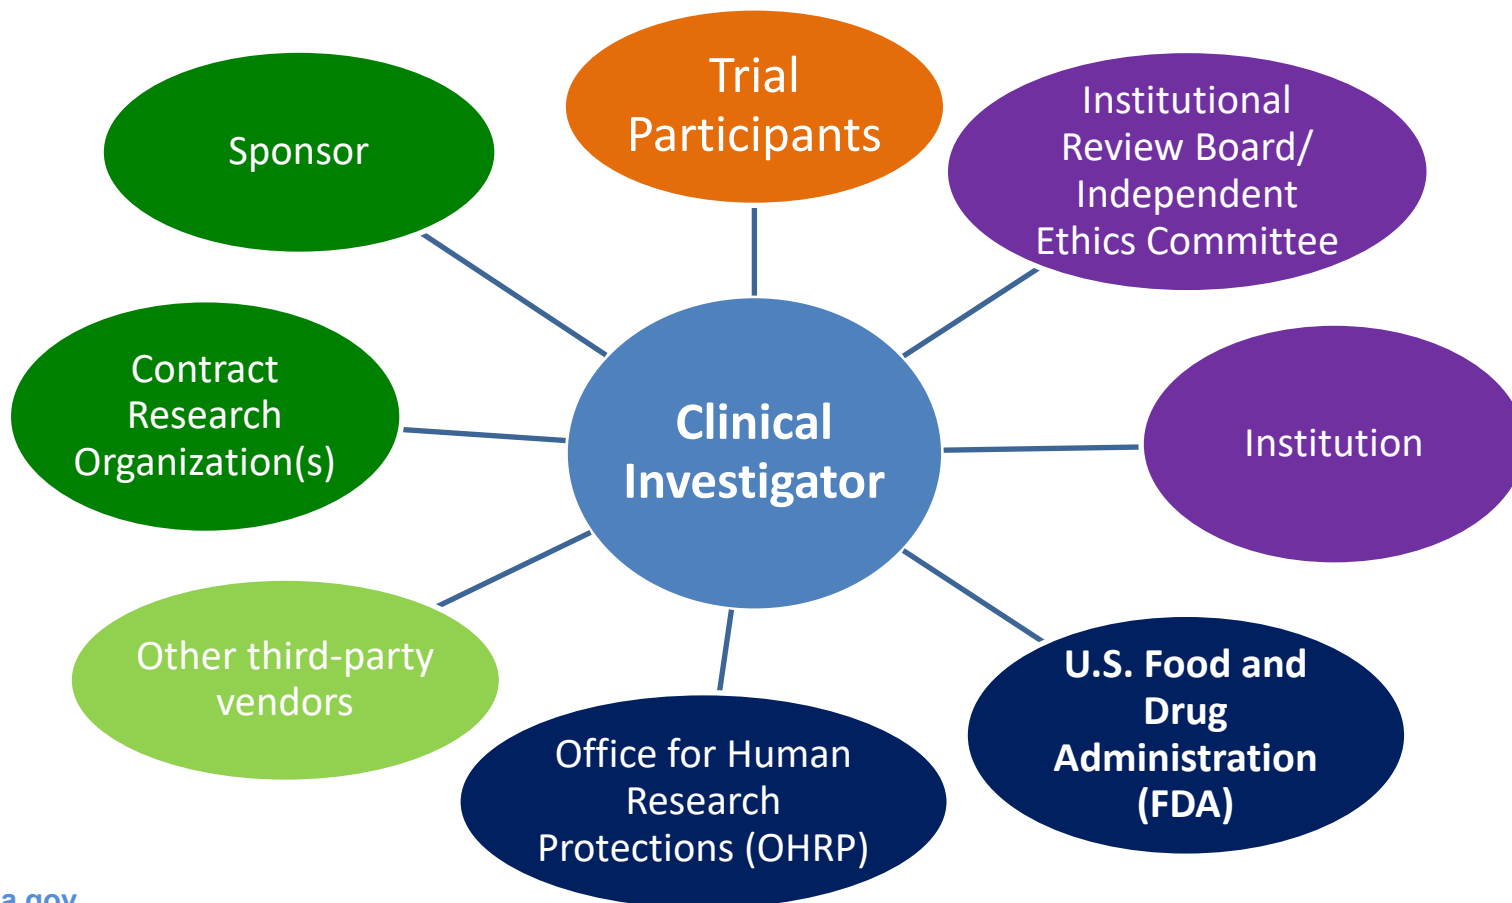 Trial
Participants
Sponsor
Institutional
Review Board/
Independent
Ethics Committee
Contract
Research
Organization(s)
Clinical
Investigator
Institution
Other third-party
vendors
U.S. Food and
Drug
Administration
(FDA)
Office for Human
Research
Protections (OHRP)
a.gov